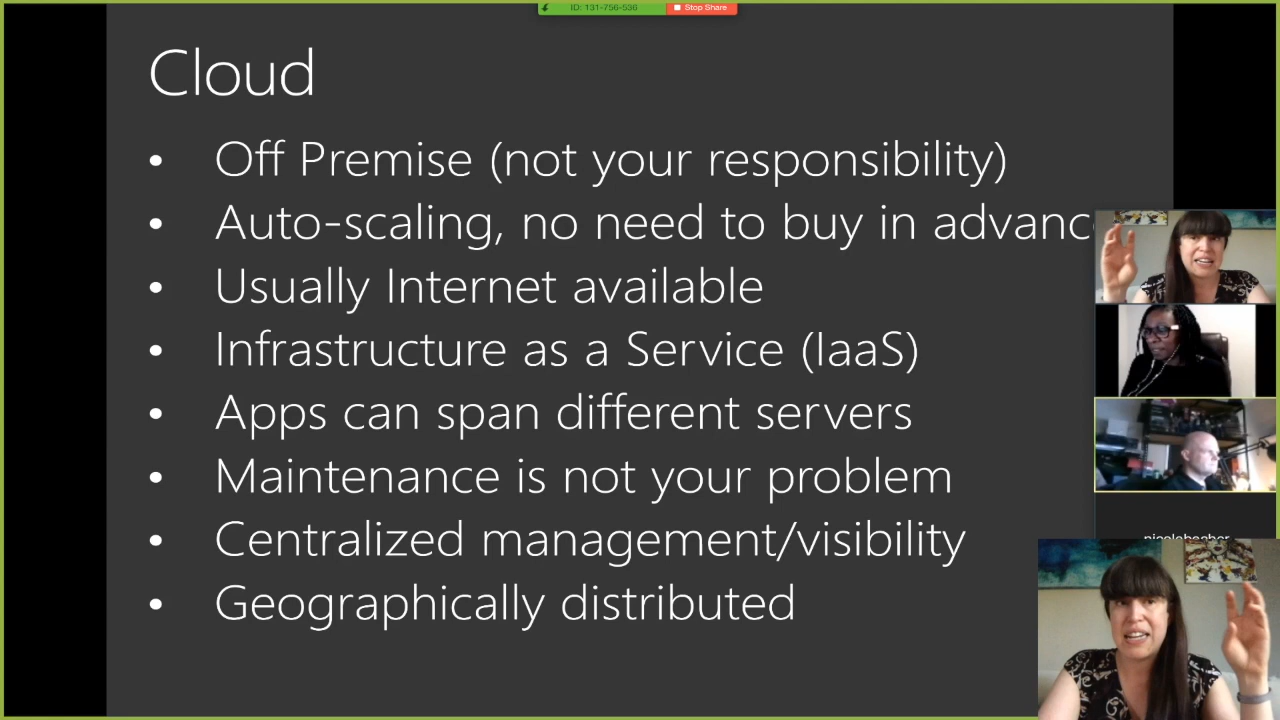 ID: 131-756-536
Stop Share
Cloud
• Off Premise (not your responsibility)
• Auto-scaling, no need to buy in advanc
• Usually Internet available
• Infrastructure as a Service (IaaS)
• Apps can span different servers
• Maintenance is not your problem
• Centralized management/visibility
• Geographically distributed